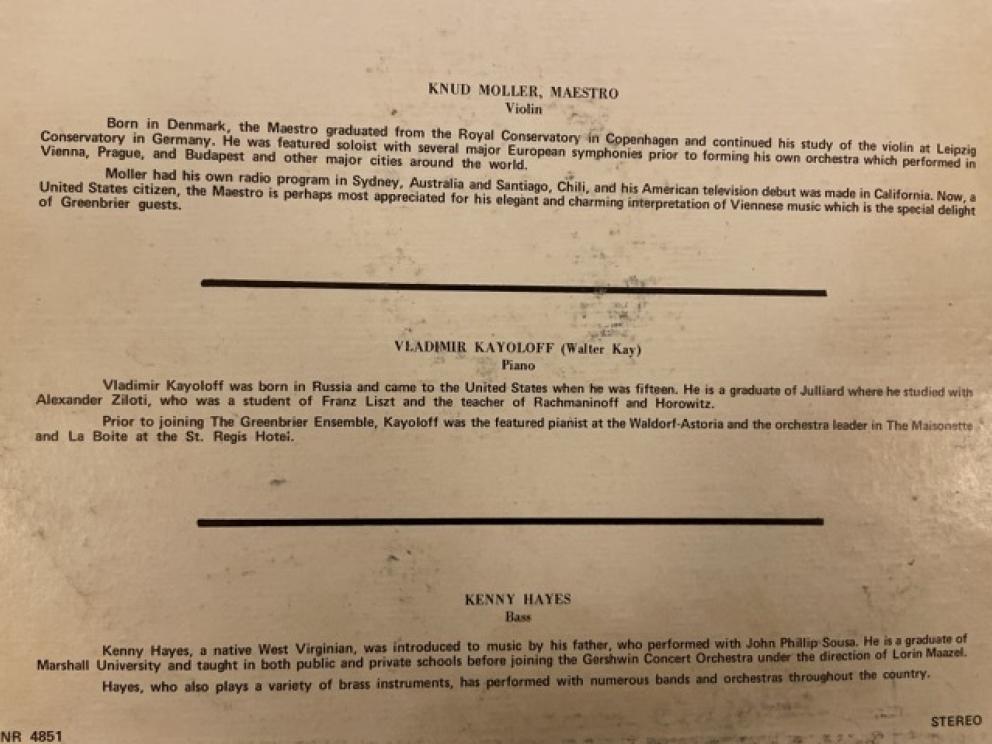 KNUD MOLLER, MAESTRO
Violin
Born in Denmark, the Maestro graduated from the Royal Conservatory in Copenhagen and continued his study of the violin at Leipzig
Conservatory in Germany. He was featured soloist with several major European symphonies prior to forming his own orchestra which performed in
Vienna, Prague, and Budapest and other major cities around the world.
Moller had his own radio program in Sydney, Australia and Santiago, Chili, and his American television debut was made in California. Now, a
United States citizen, the Maestro is perhaps most appreciated for his elegant and charming interpretation of Viennese music which is the special delight
of Greenbrier guests.
VLADIMIR KAYOLOFF (Walter Kay)
Piano
Vladimir Kayoloff was born in Russia and came to the United States when he was fifteen. He is a graduate of Julliard where he studied with
Alexander Ziloti, who was a student of Franz Liszt and the teacher of Rachmaninoff and Horowitz.
Prior to joining The Greenbrier Ensemble, Kayoloff was the featured pianist at the Waldorf-Astoria and the orchestra leader in The Maisonette
and La Boite at the St. Regis Hotel.
KENNY HAYES
Bass
Kenny Hayes, a native West Virginian, was introduced to music by his father, who performed with John Phillip Sousa. He is a graduate of
Marshall University and taught in both public and private schools before joining the Gershwin Concert Orchestra under the direction of Lorin Maazel.
Hayes, who also plays a variety of brass instruments, has performed with numerous bands and orchestras throughout the country.
NR 4851
STEREO